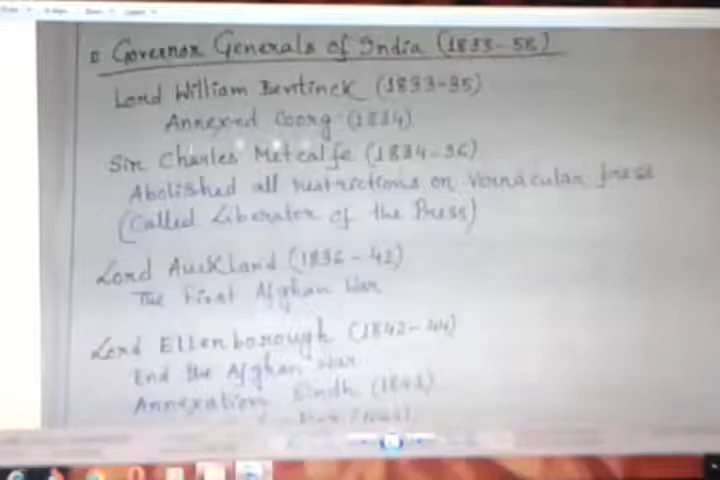 Governor Generals of India (1833-58)
Lord William Bentinck (1833-35)
Annexed Coorg (1834)
Sir Charles Metcalfe (1834-36)
Abolished all restrictions on vernacular press
(Called Liberator of the Press)
Lord Auckland (1836-42)
The First Afghan War
Lord Ellenborough (1842-44)
End the Afghan War
Annexation Sindh (1843)